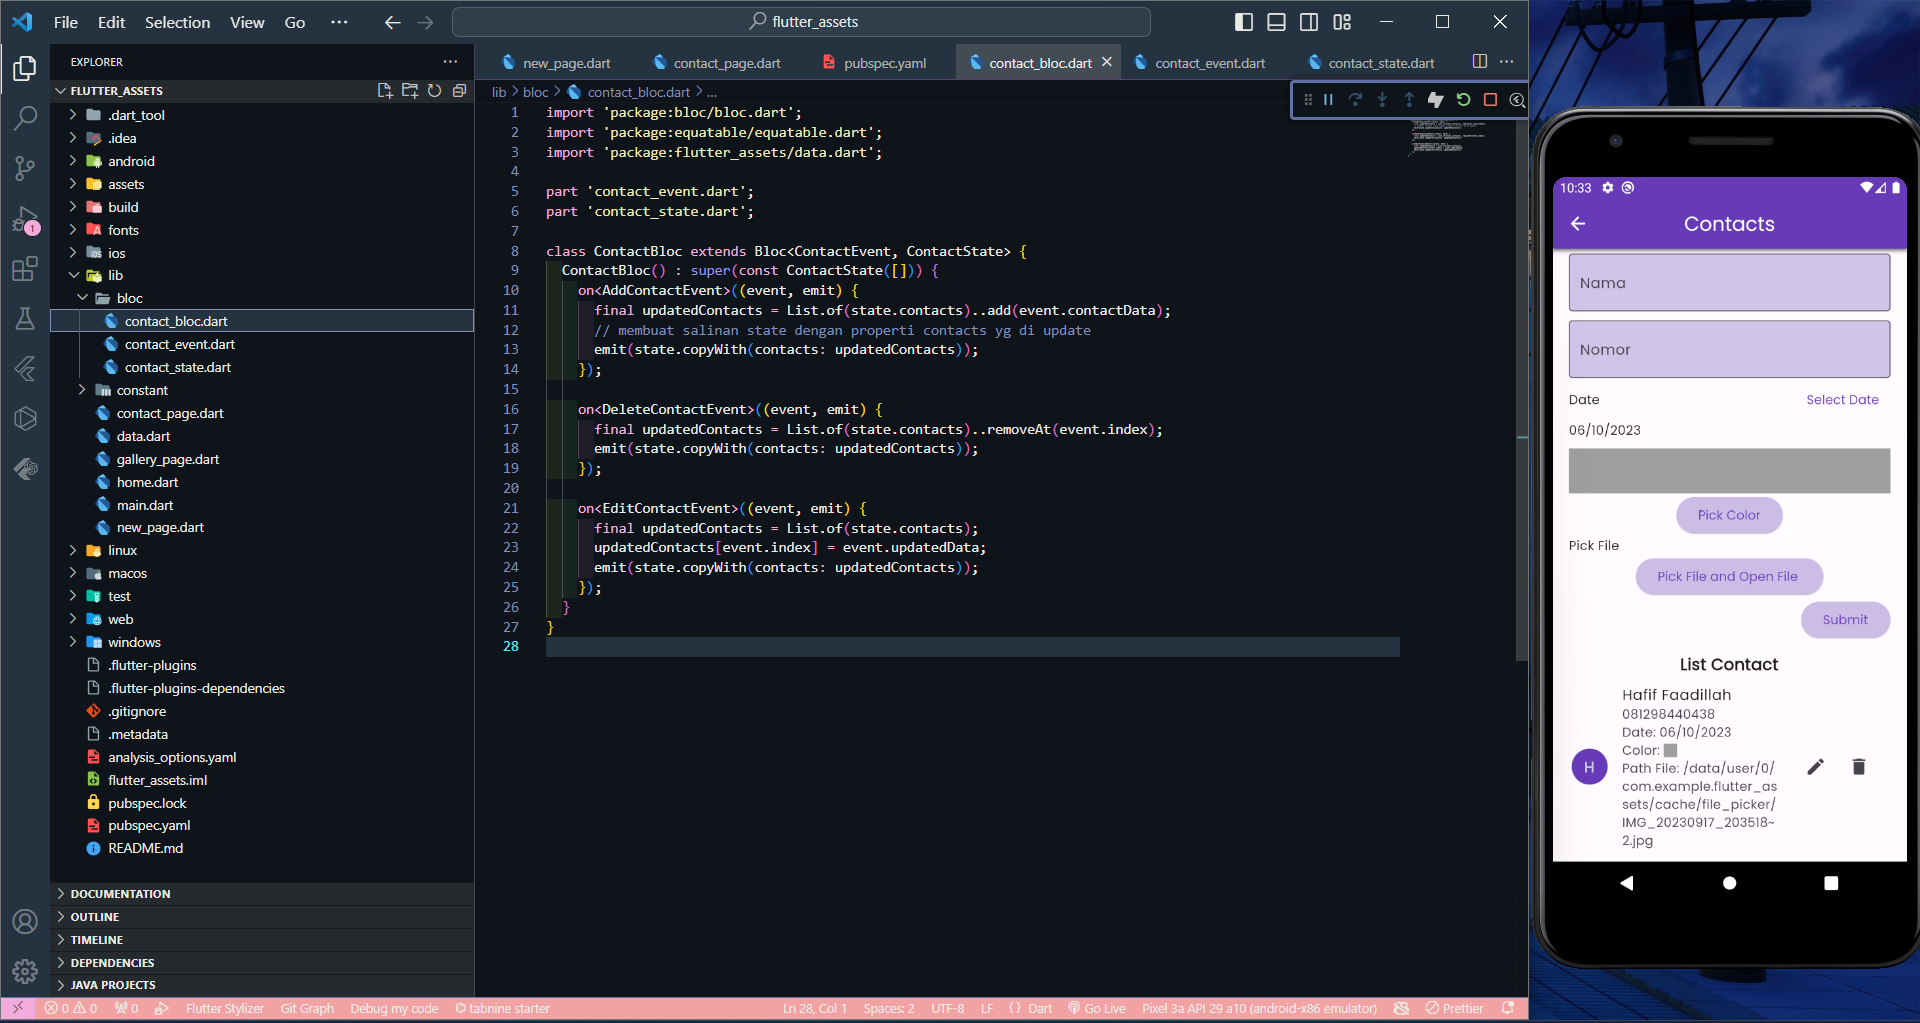 File Edit Selection View Go ··· flutter_assets
EXPLORER ···
FLUTTER_ASSETS
.dart_tool
.idea
android
assets
build
fonts
ios
lib
bloc
contact_bloc.dart
contact_event.dart
contact_state.dart
constant
contact_page.dart
data.dart
gallery_page.dart
home.dart
main.dart
new_page.dart
linux
macos
test
web
windows
.flutter-plugins
.flutter-plugins-dependencies
.gitignore
.metadata
analysis_options.yaml
flutter_assets.iml
pubspec.lock
pubspec.yaml
README.md
DOCUMENTATION
OUTLINE
TIMELINE
DEPENDENCIES
JAVA PROJECTS
1
new_page.dart contact_page.dart pubspec.yaml contact_bloc.dart contact_event.dart contact_state.dart ···
lib > bloc > contact_bloc.dart > ...
1 import 'package:bloc/bloc.dart';
2 import 'package:equatable/equatable.dart';
3 import 'package:flutter_assets/data.dart';
4
5 part 'contact_event.dart';
6 part 'contact_state.dart';
7
8 class ContactBloc extends Bloc<ContactEvent, ContactState> {
9 ContactBloc() : super(const ContactState([])) {
10 on<AddContactEvent>((event, emit) {
11 final updatedContacts = List.of(state.contacts)..add(event.contactData);
12 // membuat salinan state dengan properti contacts yg di update
13 emit(state.copyWith(contacts: updatedContacts));
14 });
15
16 on<DeleteContactEvent>((event, emit) {
17 final updatedContacts = List.of(state.contacts)..removeAt(event.index);
18 emit(state.copyWith(contacts: updatedContacts));
19 });
20
21 on<EditContactEvent>((event, emit) {
22 final updatedContacts = List.of(state.contacts);
23 updatedContacts[event.index] = event.updatedData;
24 emit(state.copyWith(contacts: updatedContacts));
25 });
26 }
27 }
28
0 0 0 Flutter Stylizer Git Graph Debug my code tabnine starter Ln 28, Col 1 Spaces: 2 UTF-8 LF {} Dart Go Live Pixel 3a API 29 a10 (android-x86 emulator) Prettier
10:33
Contacts
Nama
Nomor
Date Select Date
06/10/2023
Pick Color
Pick File
Pick File and Open File
Submit
List Contact
H
Hafif Faadillah
081298440438
Date: 06/10/2023
Color:
Path File: /data/user/0/
com.example.flutter_as
sets/cache/file_picker/
IMG_20230917_203518~
2.jpg